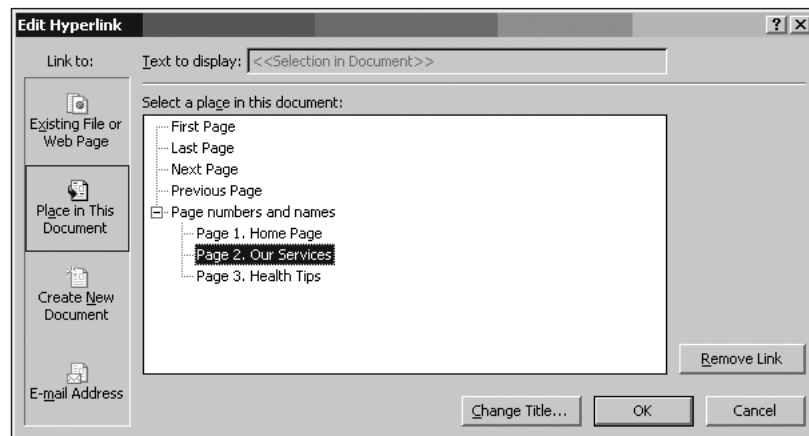 Edit Hyperlink
? X
Link to:
Text to display: <<Selection in Document>>
Existing File or
Web Page
Place in This
Document
Create New
Document
E-mail Address
Select a place in this document:
First Page
Last Page
Next Page
Previous Page
Page numbers and names
Page 1. Home Page
Page 2. Our Services
Page 3. Health Tips
Remove Link
Change Title...
OK
Cancel